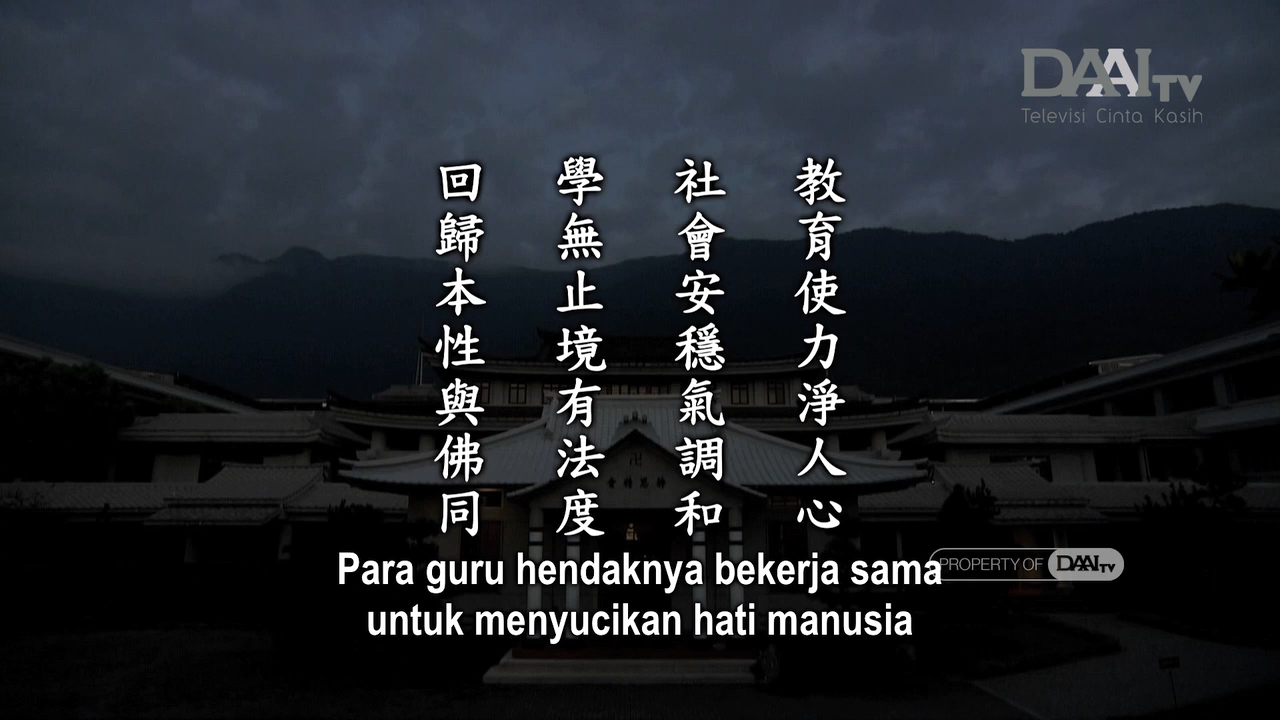 DAAI TV
Televisi Cinta Kasih
教育使力淨人心
社會安穩氣調和
學無止境有法度
回歸本性與佛同
Para guru hendaknya bekerja sama
untuk menyucikan hati manusia
PROPERTY OF DAAI TV